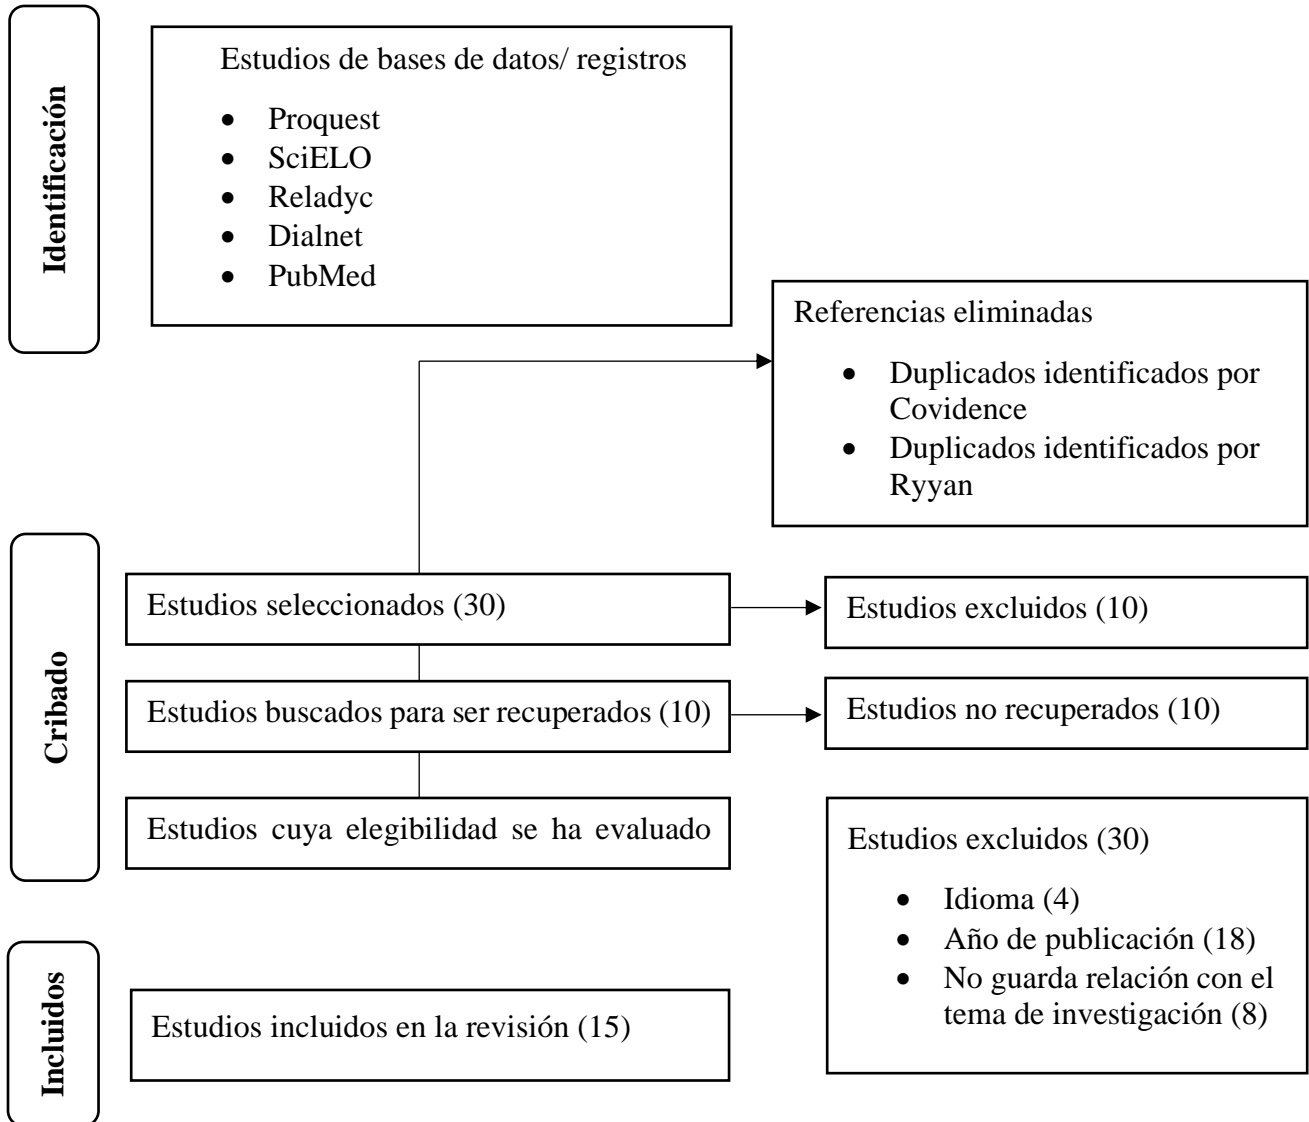 Identificación
Estudios de bases de datos/ registros
• Proquest
• SciELO
• Reladyc
• Dialnet
• PubMed
Referencias eliminadas
• Duplicados identificados por
Covidence
• Duplicados identificados por
Ryyan
Cribado
Estudios seleccionados (30)
Estudios excluidos (10)
Estudios buscados para ser recuperados (10)
Estudios no recuperados (10)
Estudios cuya elegibilidad se ha evaluado
Estudios excluidos (30)
• Idioma (4)
• Año de publicación (18)
• No guarda relación con el
tema de investigación (8)
Incluidos
Estudios incluidos en la revisión (15)